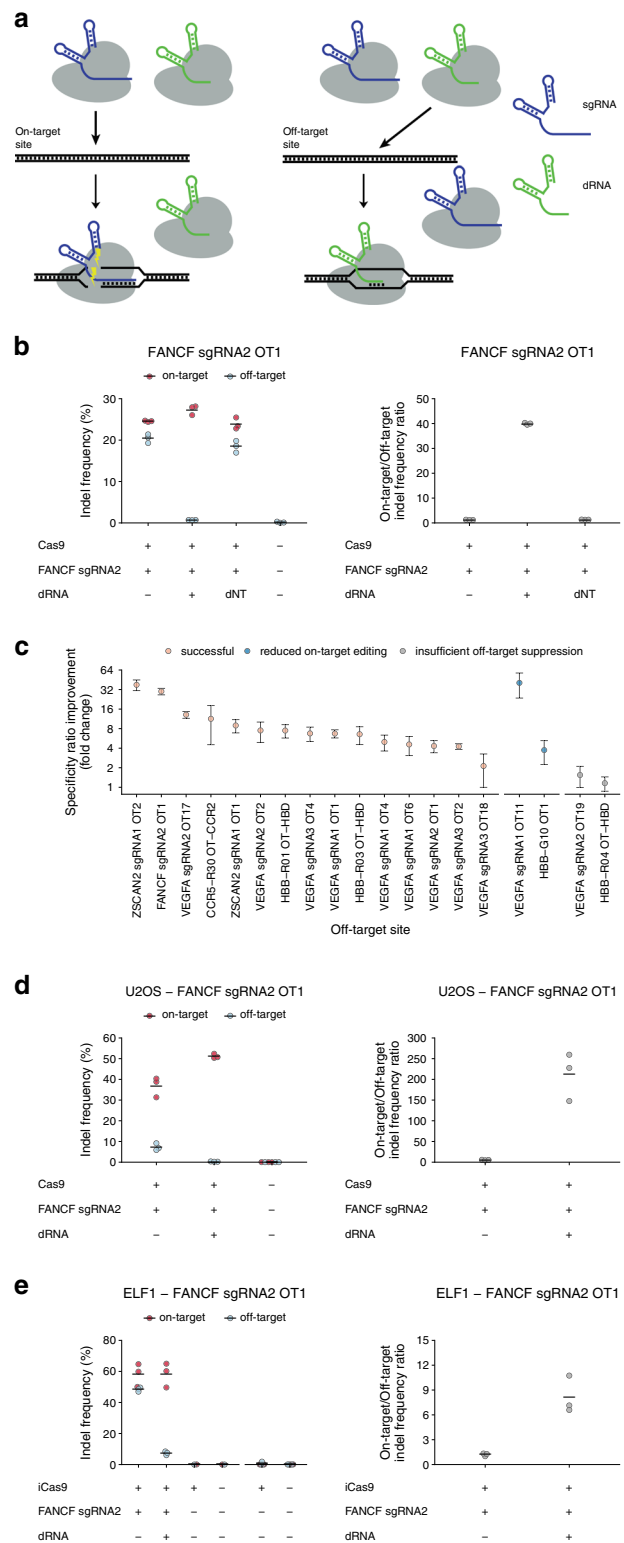 a
sgRNA
On-target
site
Off-target
site
dRNA
b
FANCF sgRNA2 OT1
on-target off-target
Indel frequency (%)
30
20
10
0
Cas9 + + + –
FANCF sgRNA2 + + + –
dRNA – + dNT –
FANCF sgRNA2 OT1
On-target/Off-target
indel frequency ratio
50
40
30
20
10
0
Cas9 + + +
FANCF sgRNA2 + + +
dRNA – + dNT
c
successful reduced on-target editing insufficient off-target suppression
Specificity ratio improvement
(fold change)
64
32
16
8
4
2
1
ZSCAN2 sgRNA1 OT2
FANCF sgRNA2 OT1
VEGFA sgRNA2 OT17
CCR5–R30 OT–CCR2
ZSCAN2 sgRNA1 OT1
VEGFA sgRNA2 OT2
HBB–R01 OT–HBD
VEGFA sgRNA3 OT4
VEGFA sgRNA1 OT1
HBB–R03 OT–HBD
VEGFA sgRNA1 OT4
VEGFA sgRNA1 OT6
VEGFA sgRNA2 OT1
VEGFA sgRNA3 OT2
VEGFA sgRNA3 OT18
VEGFA sgRNA1 OT11
HBB–G10 OT1
VEGFA sgRNA2 OT19
HBB–R04 OT–HBD
Off-target site
d
U2OS – FANCF sgRNA2 OT1
on-target off-target
Indel frequency (%)
60
50
40
30
20
10
0
Cas9 + + –
FANCF sgRNA2 + + –
dRNA – + –
U2OS – FANCF sgRNA2 OT1
On-target/Off-target
indel frequency ratio
300
250
200
150
100
50
0
Cas9 + +
FANCF sgRNA2 + +
dRNA – +
e
ELF1 – FANCF sgRNA2 OT1
on-target off-target
Indel frequency (%)
80
60
40
20
0
iCas9 + + + – + –
FANCF sgRNA2 + + – – – –
dRNA – + – – – –
ELF1 – FANCF sgRNA2 OT1
On-target/Off-target
indel frequency ratio
15
12
9
6
3
0
iCas9 + +
FANCF sgRNA2 + +
dRNA – +